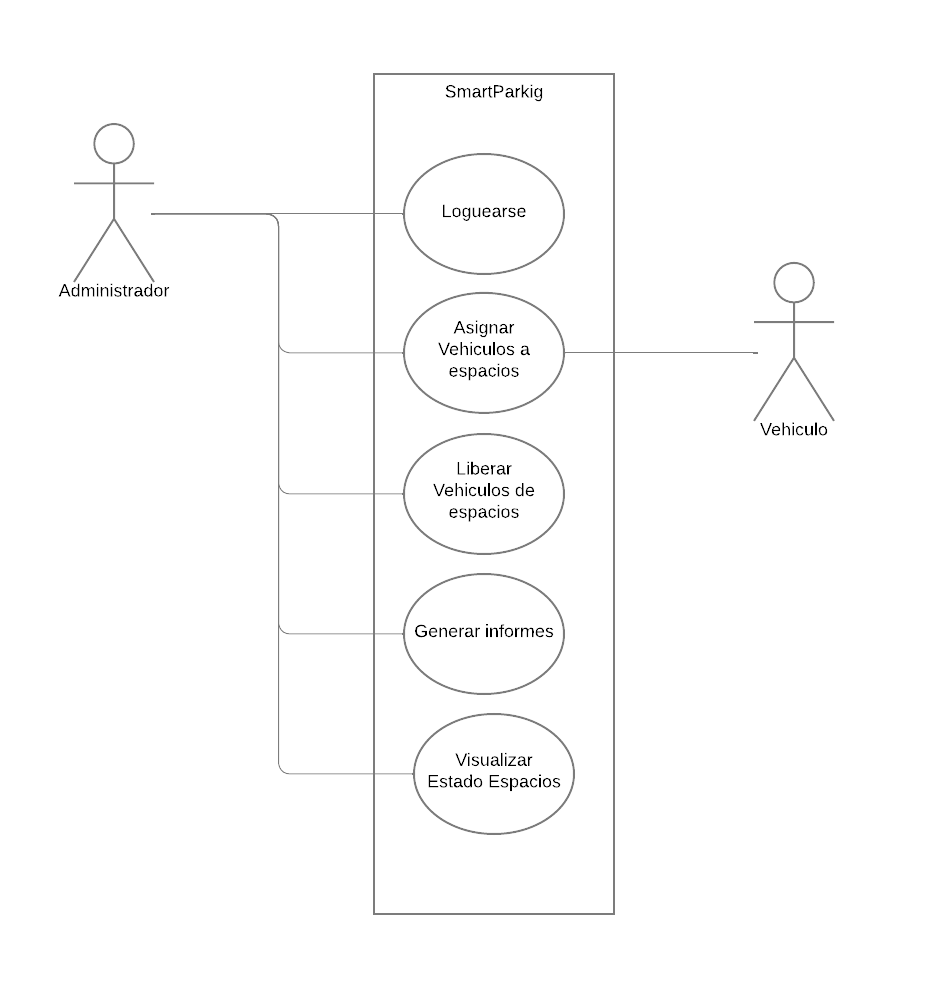 SmartParkig
Loguearse
Administrador
Asignar
Vehiculos a
espacios
Vehiculo
Liberar
Vehiculos de
espacios
Generar informes
Visualizar
Estado Espacios